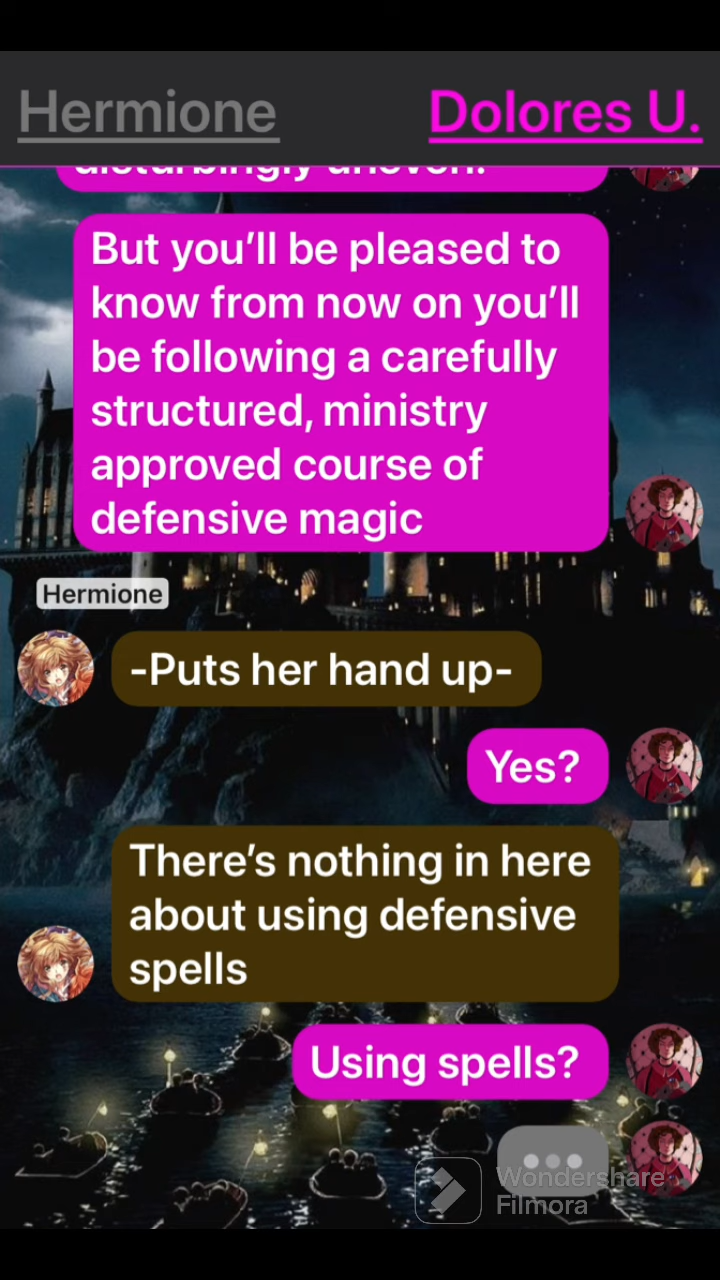 Hermione
Dolores U.
disturbingly uneven.
But you’ll be pleased to
know from now on you’ll
be following a carefully
structured, ministry
approved course of
defensive magic
Hermione
-Puts her hand up-
Yes?
There’s nothing in here
about using defensive
spells
Using spells?
Wondershare
Filmora